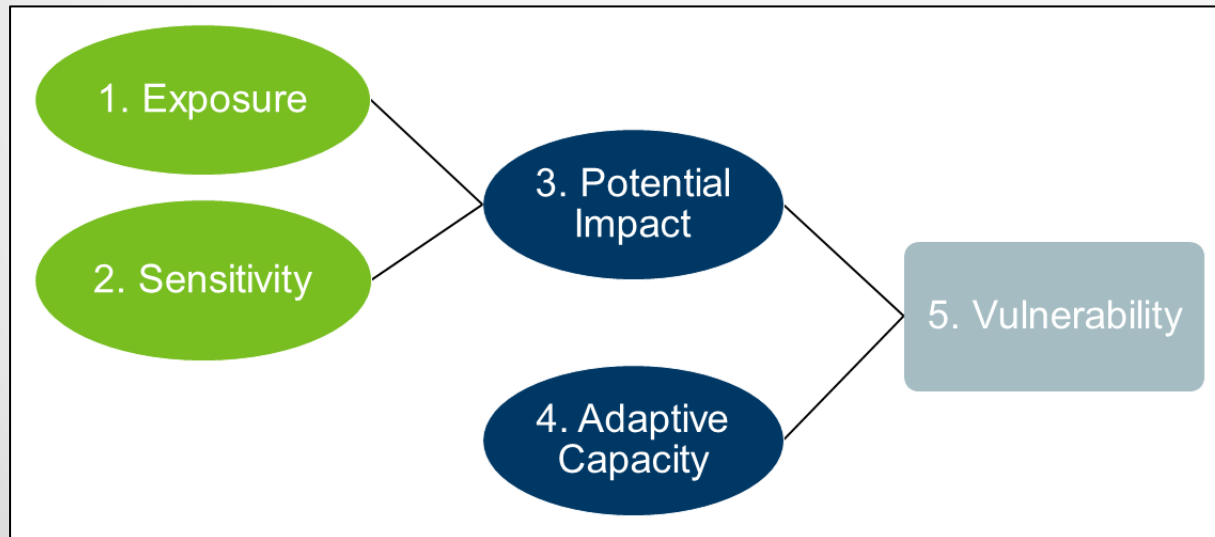 1. Exposure
2. Sensitivity
3. Potential
Impact
4. Adaptive
Capacity
5. Vulnerability